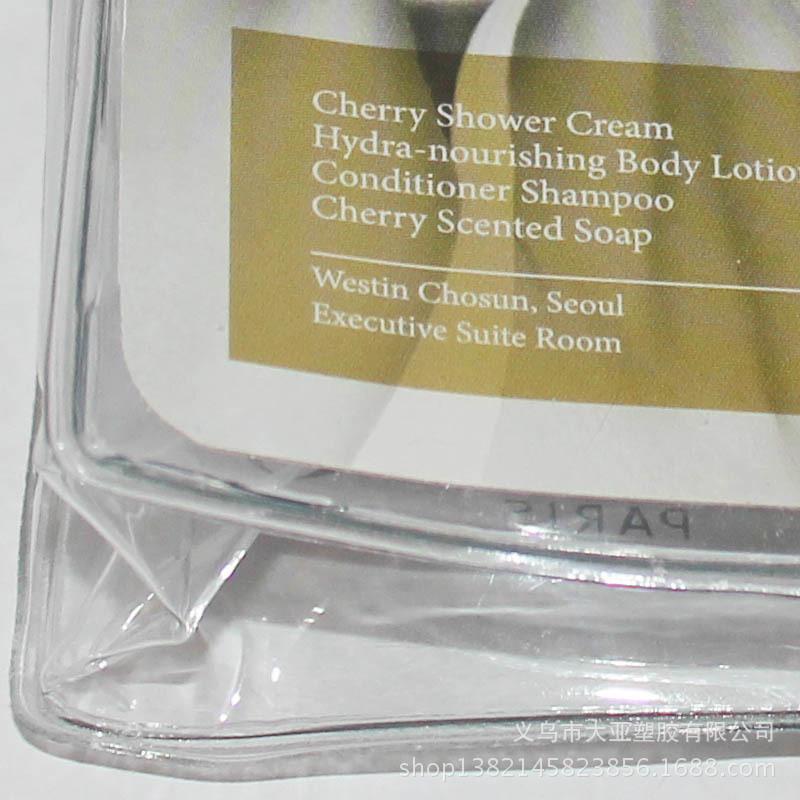 Cherry Shower Cream
Hydra-nourishing Body Lotion
Conditioner Shampoo
Cherry Scented Soap
Westin Chosun, Seoul
Executive Suite Room
PARIS
义乌市大亚塑胶有限公司
shop1382145823856.1688.com